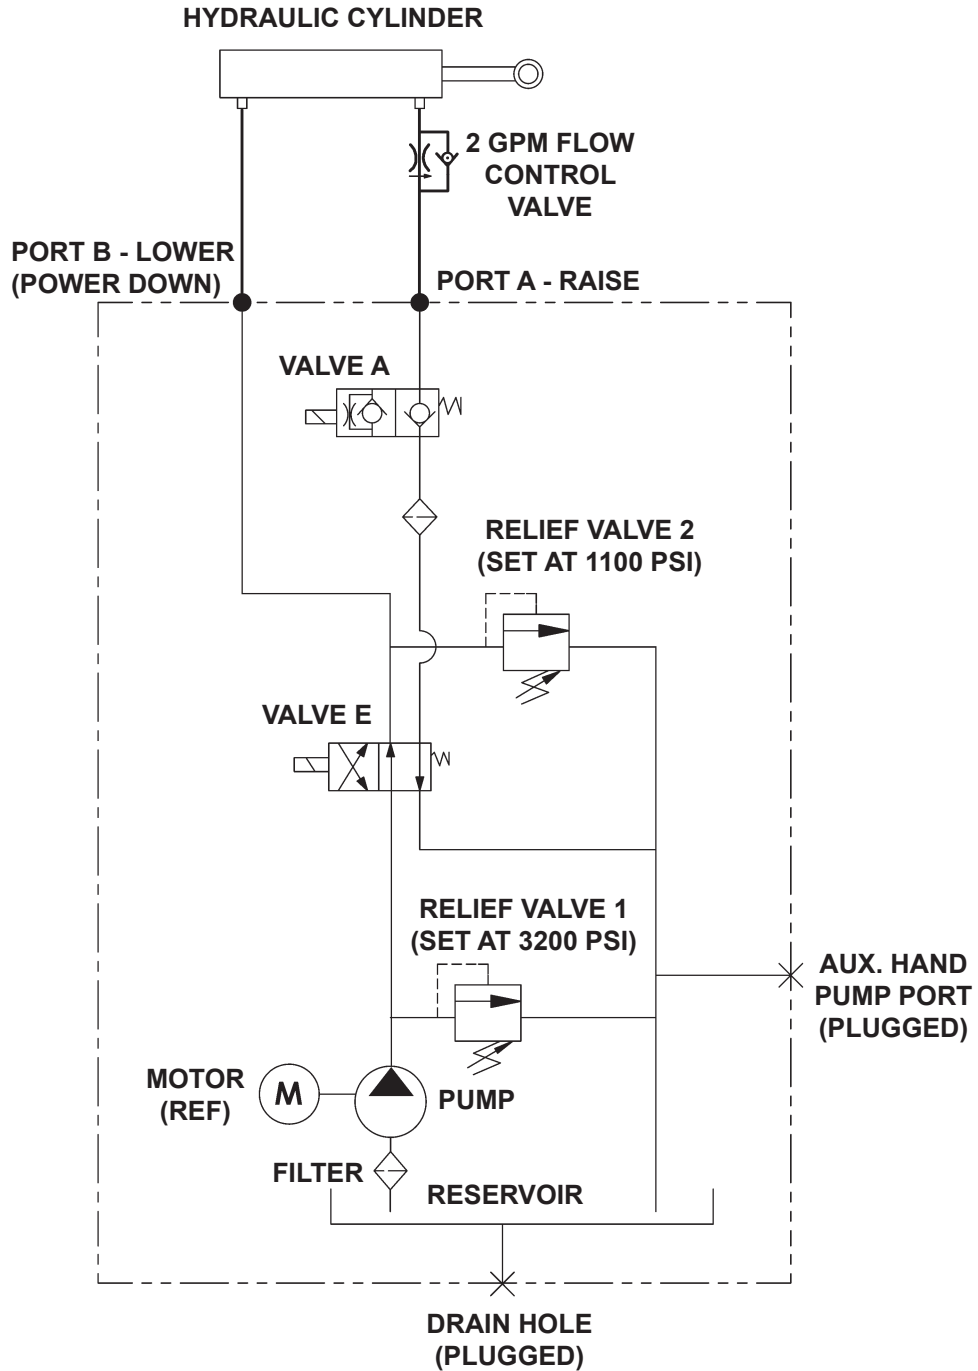 HYDRAULIC CYLINDER
2 GPM FLOW
CONTROL
VALVE
PORT B - LOWER
(POWER DOWN)
PORT A - RAISE
VALVE A
RELIEF VALVE 2
(SET AT 1100 PSI)
VALVE E
RELIEF VALVE 1
(SET AT 3200 PSI)
AUX. HAND
PUMP PORT
(PLUGGED)
MOTOR
(REF)
M
PUMP
FILTER
RESERVOIR
DRAIN HOLE
(PLUGGED)